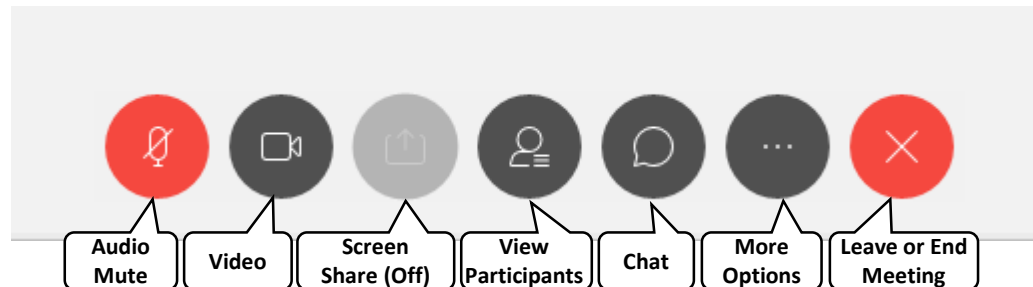 Audio
Mute
Video
Screen
Share (Off)
View
Participants
Chat
More
Options
Leave or End
Meeting